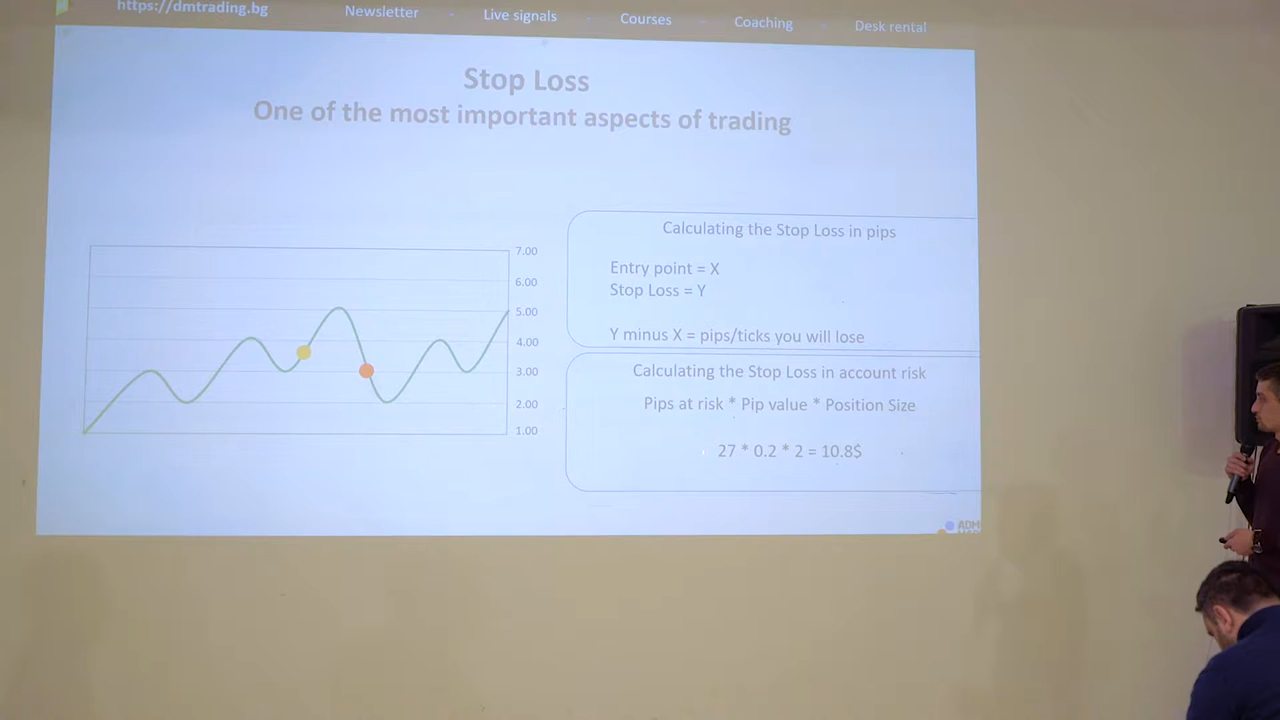 https://dmtrading.bg
Newsletter - Live signals - Courses - Coaching - Desk rental
Stop Loss
One of the most important aspects of trading
7.00
6.00
5.00
4.00
3.00
2.00
1.00
Calculating the Stop Loss in pips
Entry point = X
Stop Loss = Y
Y minus X = pips/ticks you will lose
Calculating the Stop Loss in account risk
Pips at risk * Pip value * Position Size
27 * 0.2 * 2 = 10.8$
ADM